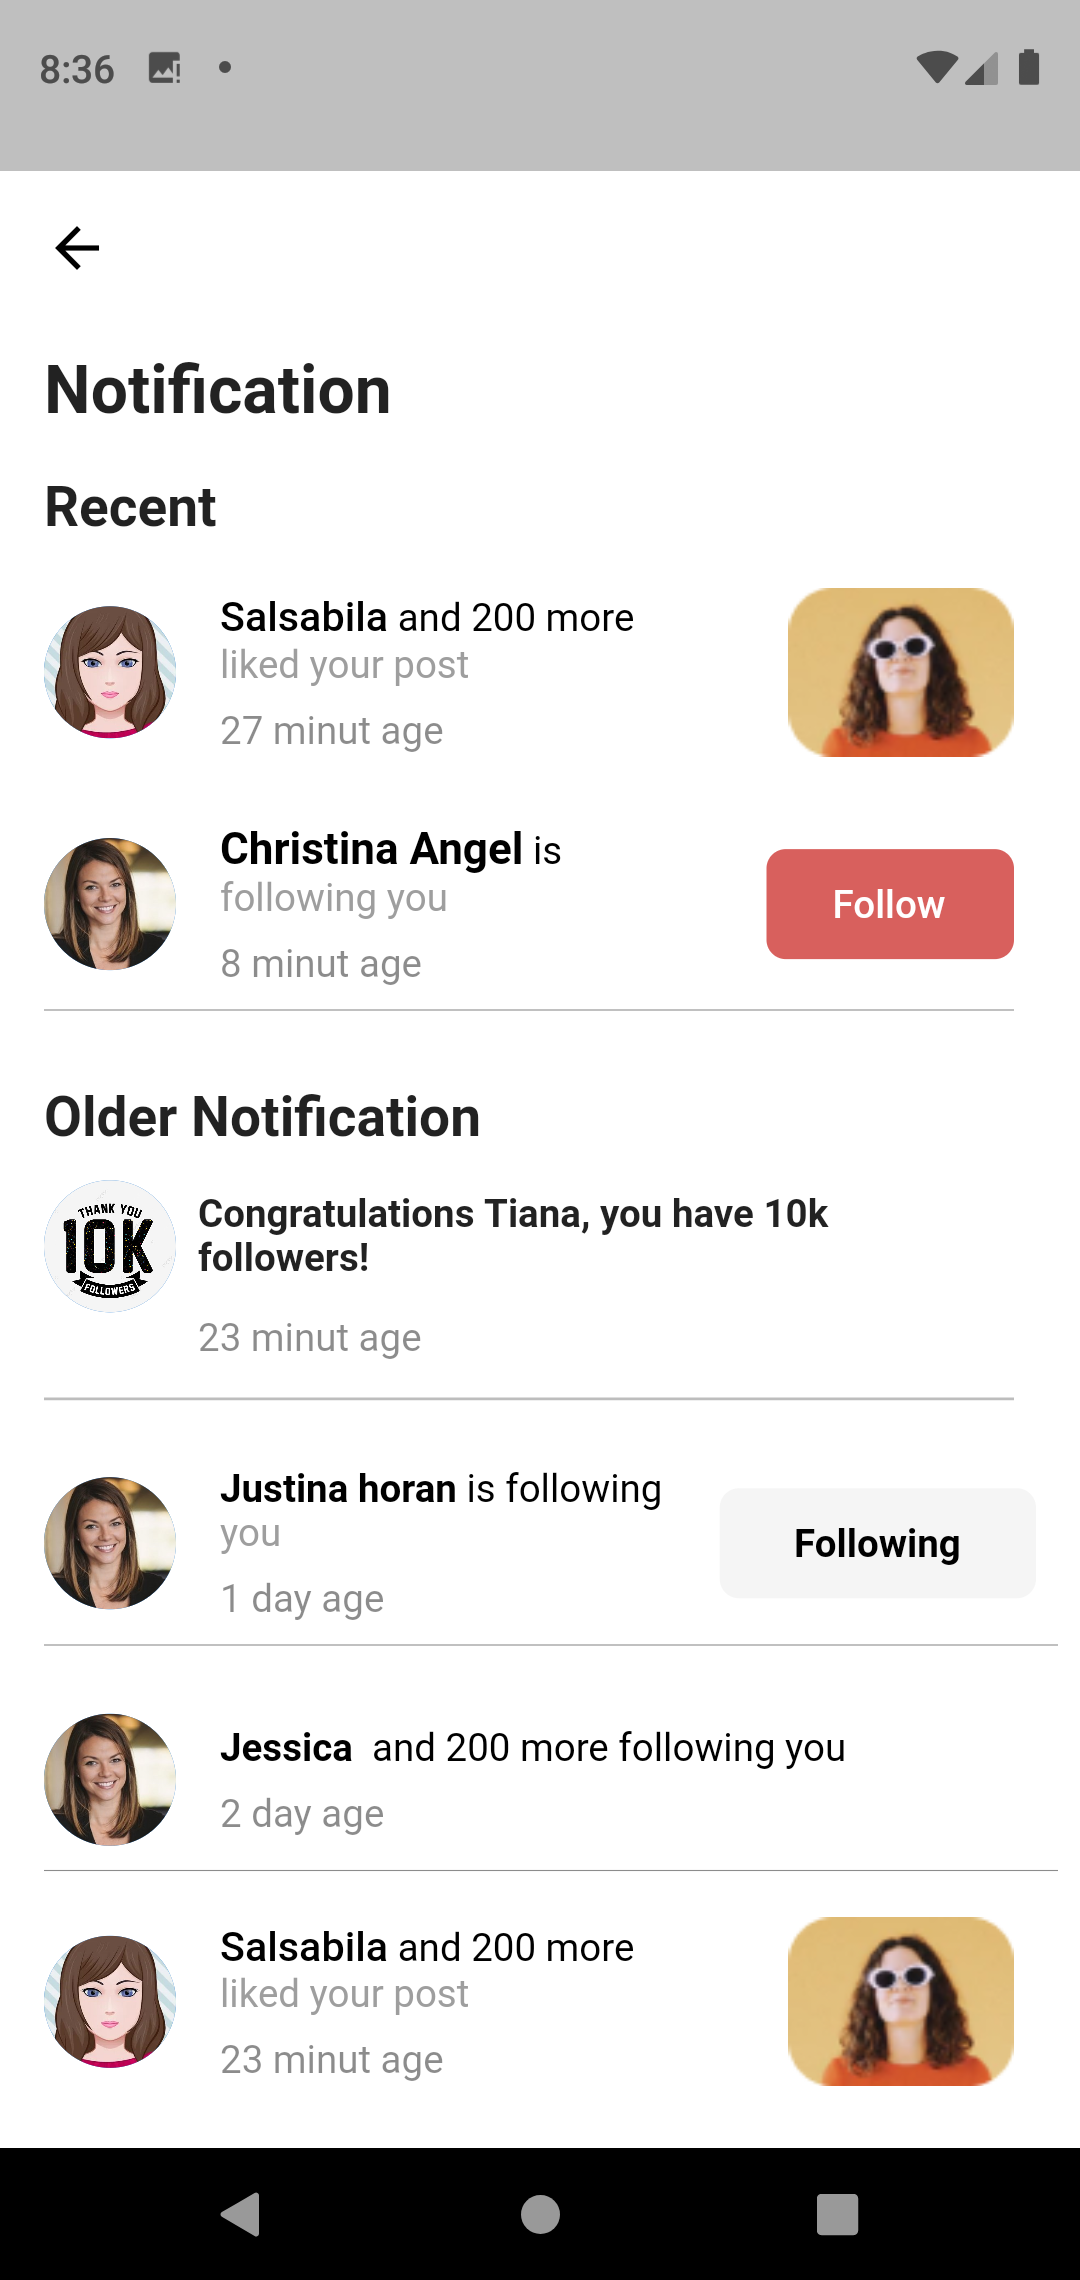 8:36
Notification
Recent
Salsabila and 200 more
liked your post
27 minut age
Christina Angel is
following you
8 minut age
Follow
Older Notification
THANK YOU
10K
FOLLOWERS
Congratulations Tiana, you have 10k
followers!
23 minut age
Justina horan is following
you
1 day age
Following
Jessica  and 200 more following you
2 day age
Salsabila and 200 more
liked your post
23 minut age